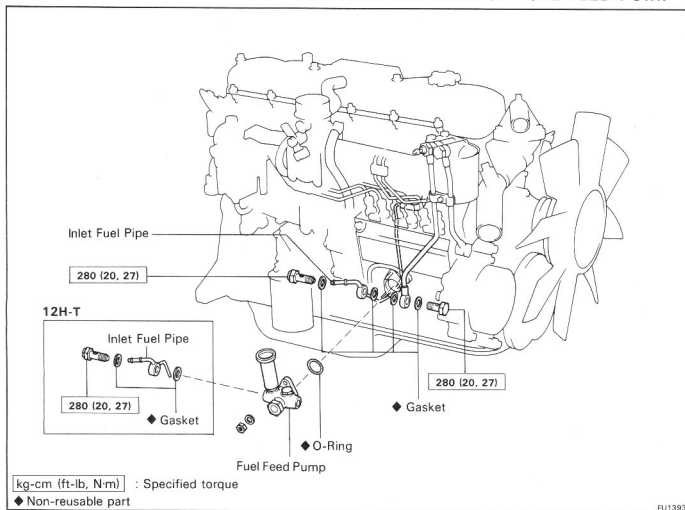 Inlet Fuel Pipe
280 (20, 27)
12H-T
Inlet Fuel Pipe
280 (20, 27)
◆ Gasket
280 (20, 27)
◆ Gasket
◆ O-Ring
Fuel Feed Pump
kg-cm (ft-lb, N·m) : Specified torque
◆ Non-reusable part
FU1393